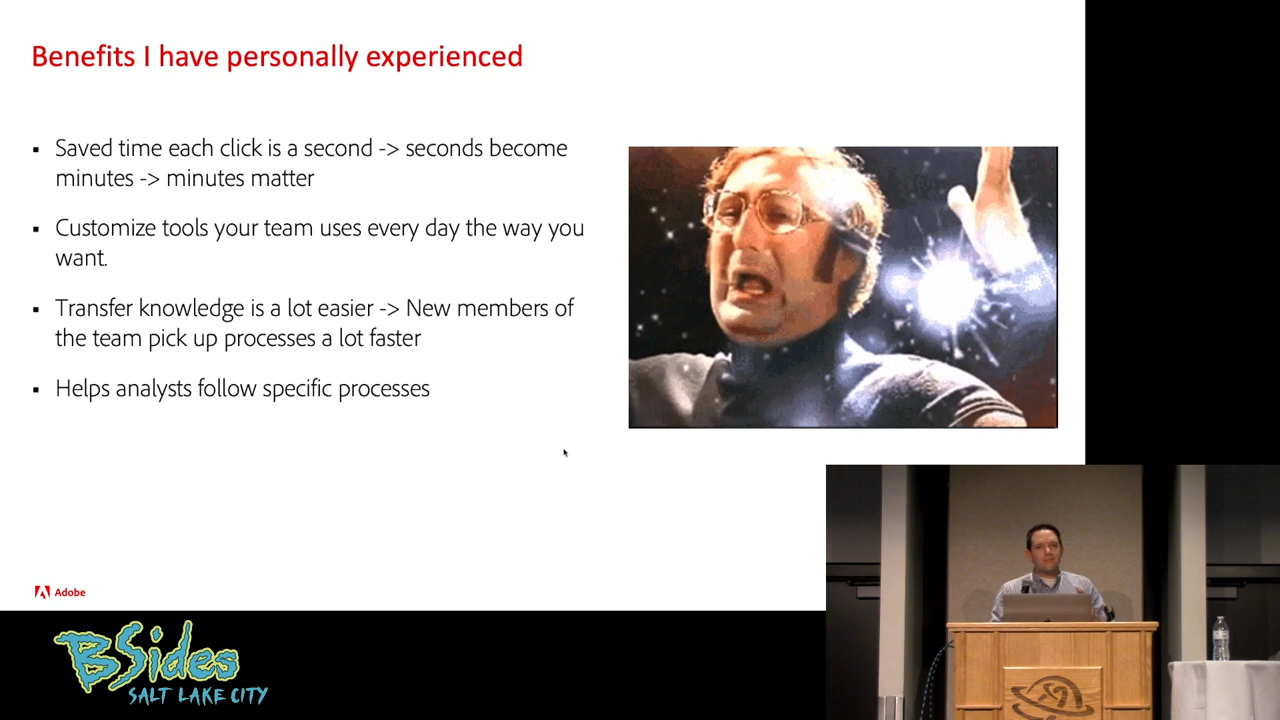 Benefits I have personally experienced
▪ Saved time each click is a second -> seconds become
minutes -> minutes matter
▪ Customize tools your team uses every day the way you
want.
▪ Transfer knowledge is a lot easier -> New members of
the team pick up processes a lot faster
▪ Helps analysts follow specific processes
Adobe
BSides
SALT LAKE CITY